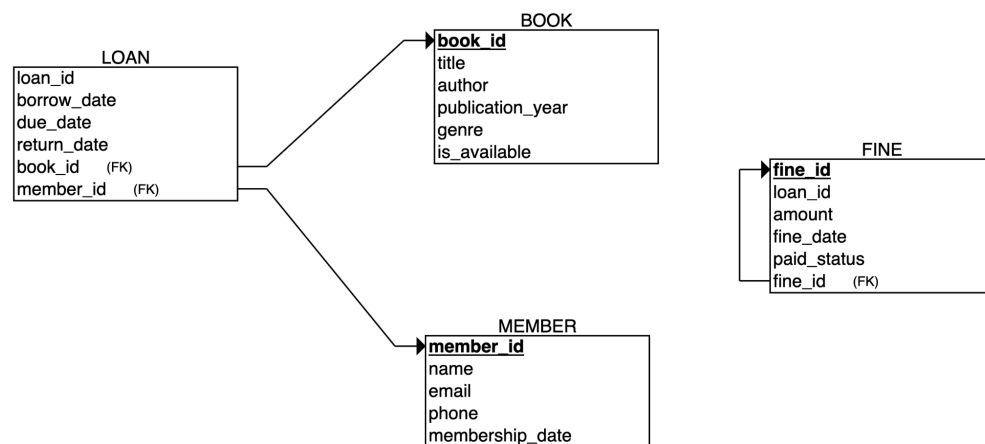 LOAN
loan_id
borrow_date
due_date
return_date
book_id (FK)
member_id (FK)
BOOK
book_id
title
author
publication_year
genre
is_available
FINE
fine_id
loan_id
amount
fine_date
paid_status
fine_id (FK)
MEMBER
member_id
name
email
phone
membership_date